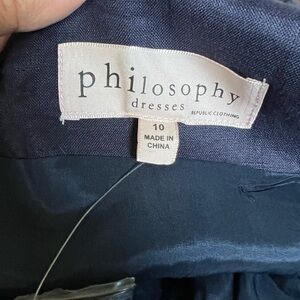 philosophy
dresses
REPUBLIC CLOTHING
10
MADE IN
CHINA